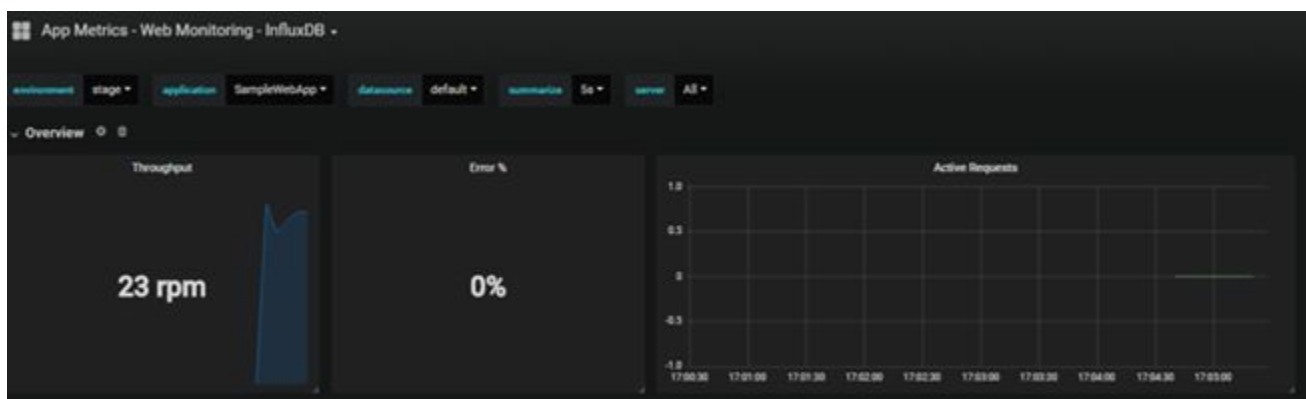 App Metrics - Web Monitoring - InfluxDB
environment stage application SampleWebApp datasource default summarize 5s server All
Overview
Throughput Error % Active Requests
1.0
0.5
23 rpm 0% 0
-0.5
-1.0
17:00:30 17:01:00 17:01:30 17:02:00 17:02:30 17:03:00 17:03:30 17:04:00 17:04:30 17:05:00